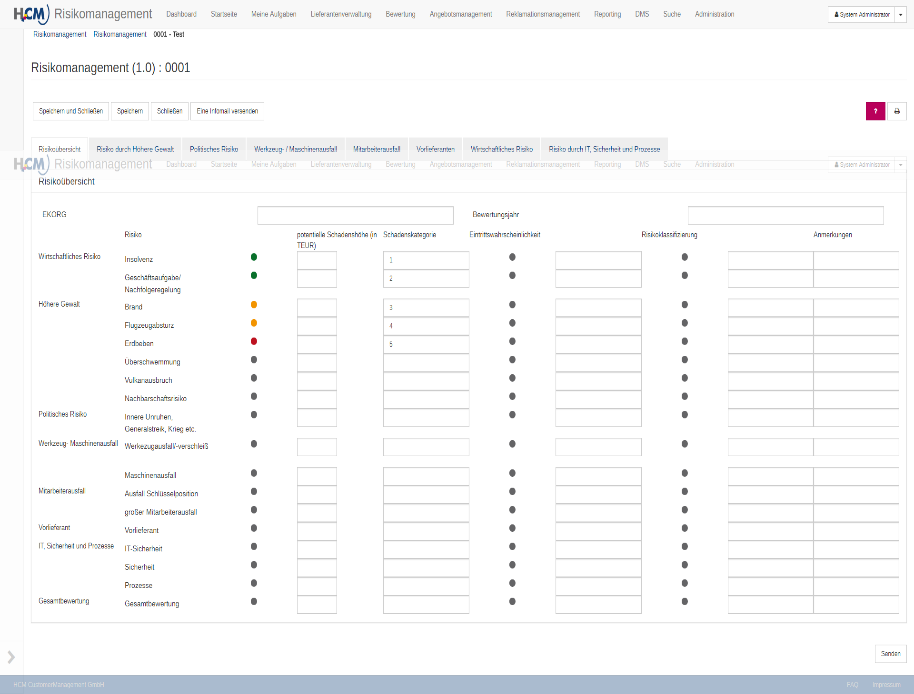 HCM Risikomanagement Dashboard Startseite Meine Aufgaben Lieferantenverwaltung Bewertung Angebotsmanagement Reklamationsmanagement Reporting DMS Suche Administration System Administrator
Risikomanagement Risikomanagement 0001 - Test
Risikomanagement (1.0) : 0001
Speichern und Schließen Speichern Schließen Eine Infomail versenden ?
Risikoübersicht Risiko durch Höhere Gewalt Politisches Risiko Werkzeug- / Maschinenausfall Mitarbeiterausfall Vorlieferanten Wirtschaftliches Risiko Risiko durch IT, Sicherheit und Prozesse
HCM Risikomanagement Dashboard Startseite Meine Aufgaben Lieferantenverwaltung Bewertung Angebotsmanagement Reklamationsmanagement Reporting DMS Suche Administration System Administrator
Risikoübersicht
EKORG Bewertungsjahr
Risiko potentielle Schadenshöhe (in Schadenskategorie Eintrittswahrscheinlichkeit Risikoklassifizierung Anmerkungen
TEUR)
Wirtschaftliches Risiko Insolvenz 1
Geschäftsaufgabe/ 2
Nachfolgeregelung
Höhere Gewalt Brand 3
Flugzeugabsturz 4
Erdbeben 5
Überschwemmung
Vulkanausbruch
Nachbarschaftsrisiko
Politisches Risiko Innere Unruhen,
Generalstreik, Krieg etc.
Werkzeug- Maschinenausfall Werkezugausfall/-verschleiß
Maschinenausfall
Mitarbeiterausfall Ausfall Schlüsselposition
großer Mitarbeiterausfall
Vorlieferant Vorlieferant
IT, Sicherheit und Prozesse IT-Sicherheit
Sicherheit
Prozesse
Gesamtbewertung Gesamtbewertung
Senden
HCM CustomerManagement GmbH FAQ Impressum